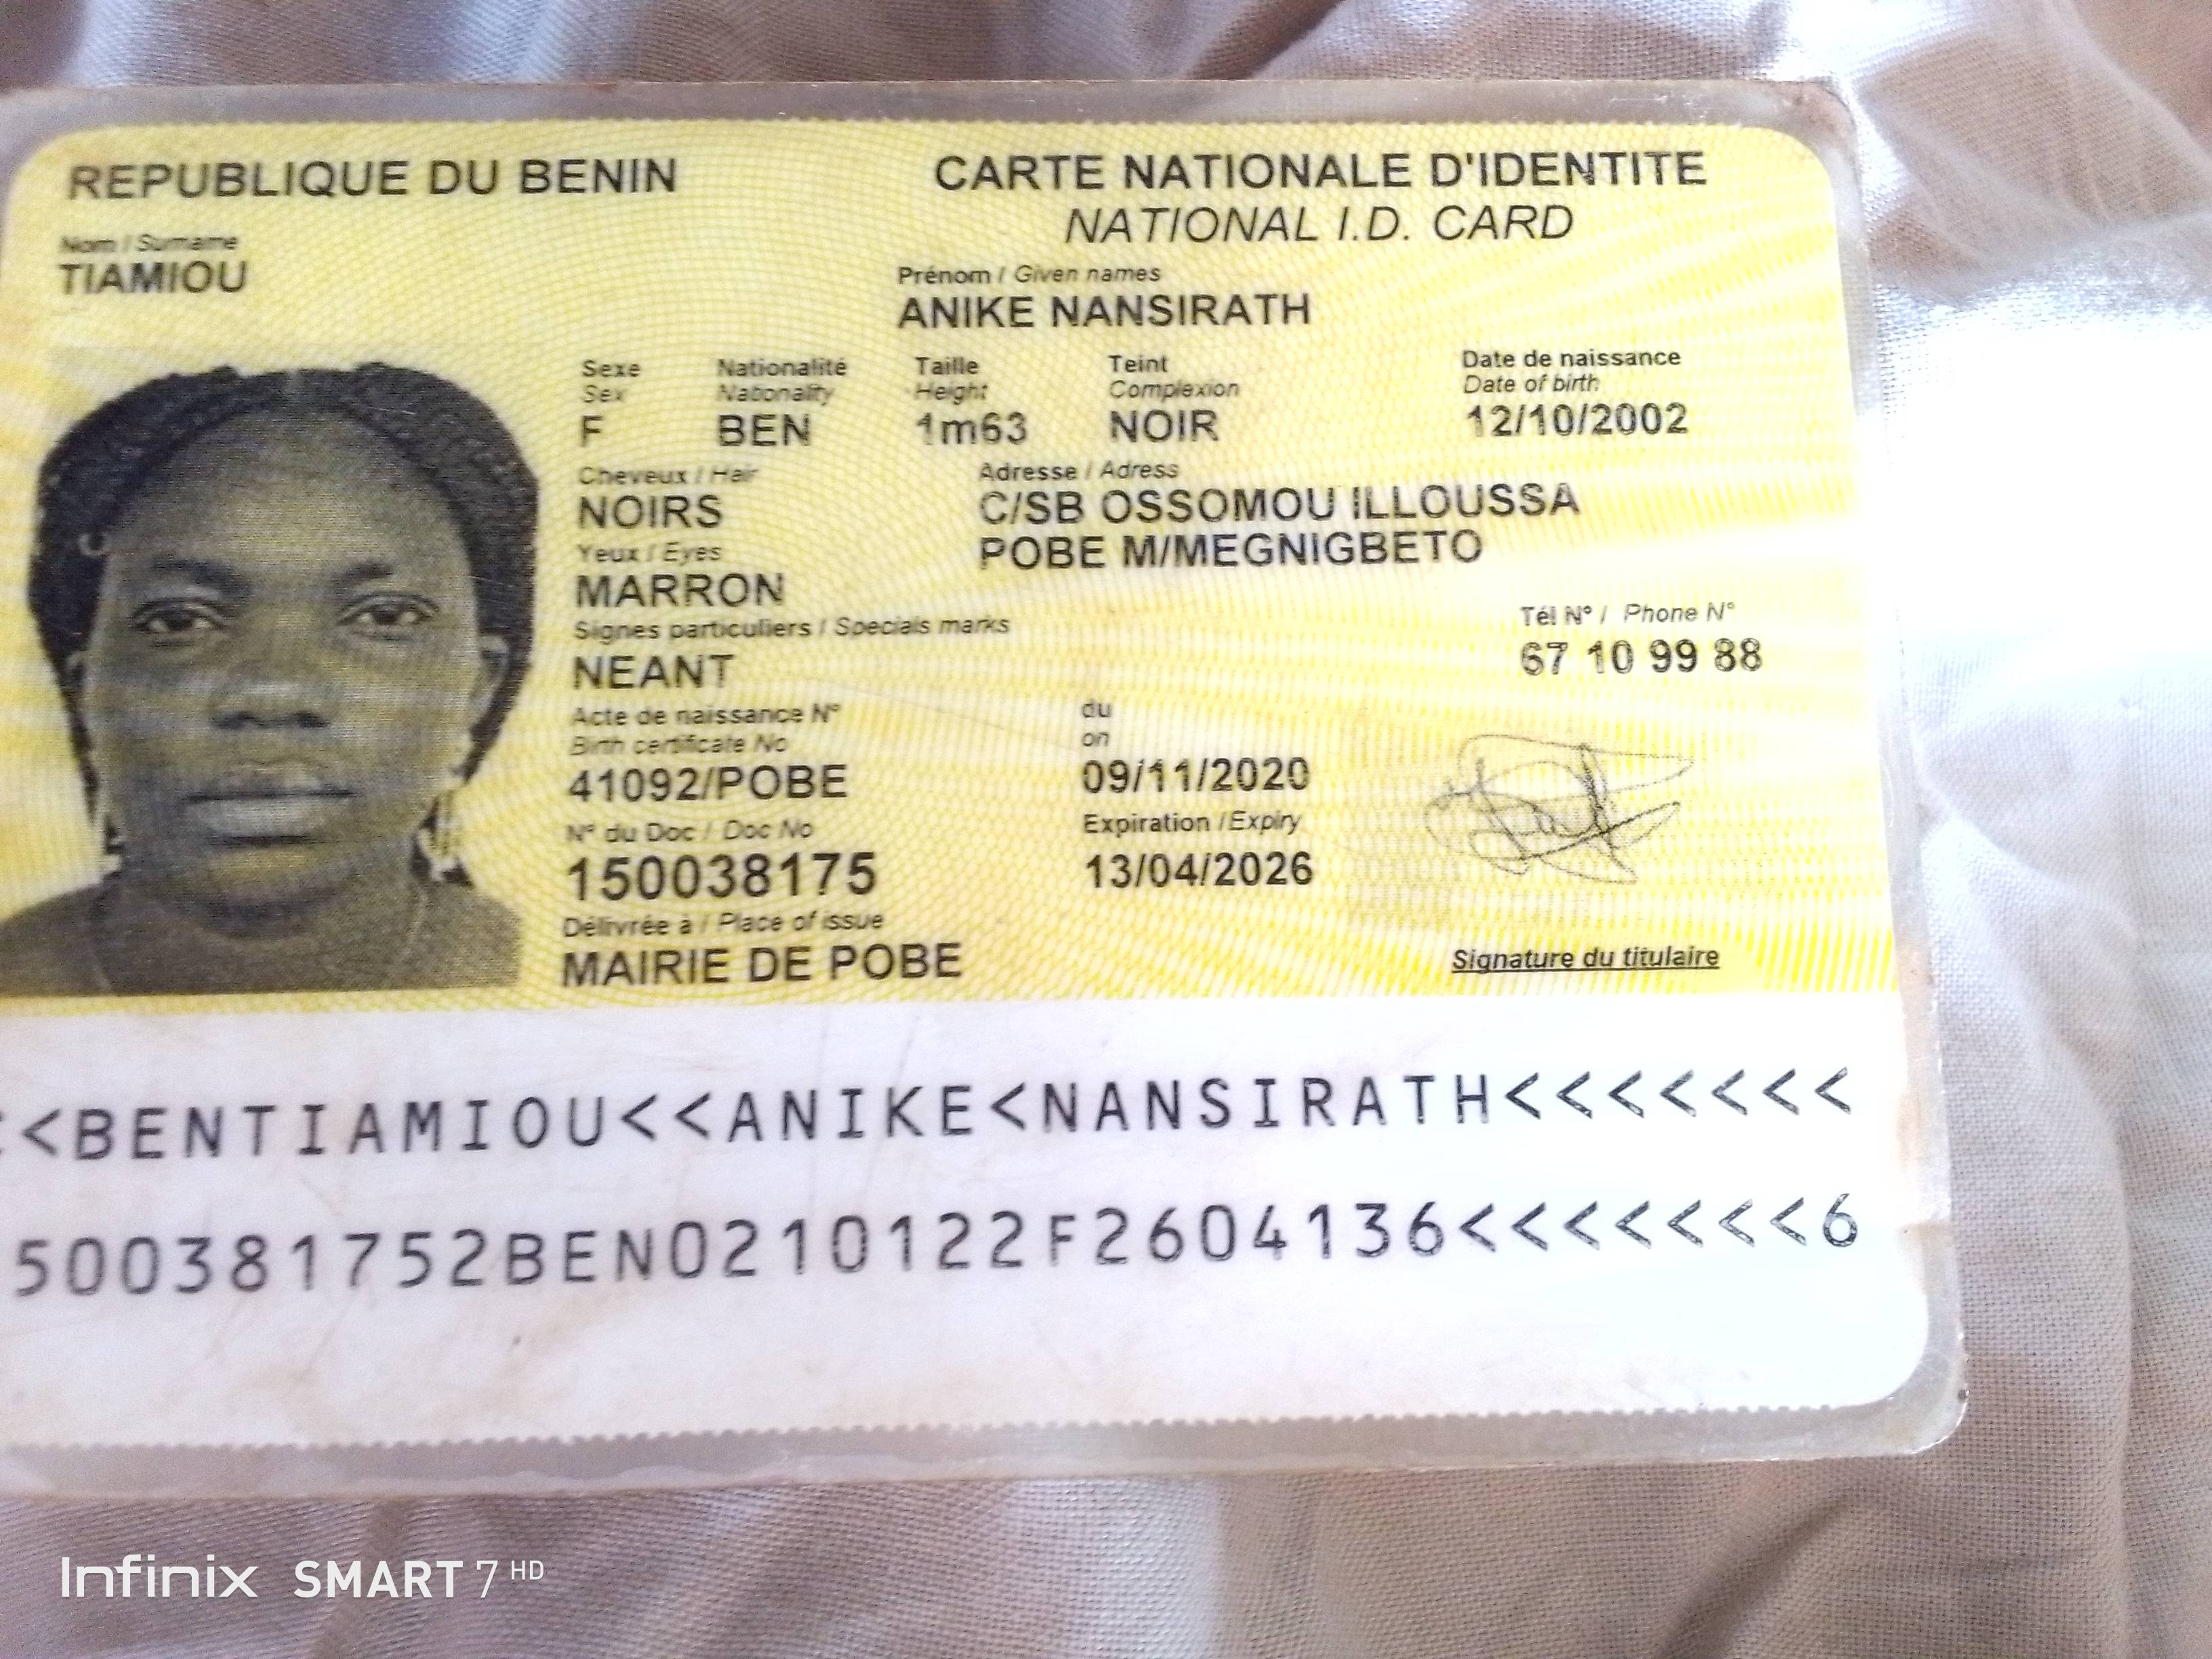 REPUBLIQUE DU BENIN
CARTE NATIONALE D'IDENTITE
NATIONAL I.D. CARD
Nom / Surname
TIAMIOU
Prénom / Given names
ANIKE NANSIRATH
Sexe Nationalité Taille Teint Date de naissance
Sex Nationality Height Complexion Date of birth
F BEN 1m63 NOIR 12/10/2002
Cheveux / Hair
NOIRS
Adresse / Adress
C/SB OSSOMOU ILLOUSSA
POBE M/MEGNIGBETO
Yeux / Eyes
MARRON
Signes particuliers / Specials marks
NEANT
Tél N° / Phone N°
67 10 99 88
Acte de naissance N° du
Birth certificate No on
41092/POBE 09/11/2020
N° du Doc / Doc No Expiration / Expiry
150038175 13/04/2026
Délivrée à / Place of issue
MAIRIE DE POBE
Signature du titulaire
<BENTIAMIOU<<ANIKE<NANSIRATH<<<<<<<
500381752BEN0210122F2604136<<<<<<<6
Infinix SMART 7 HD